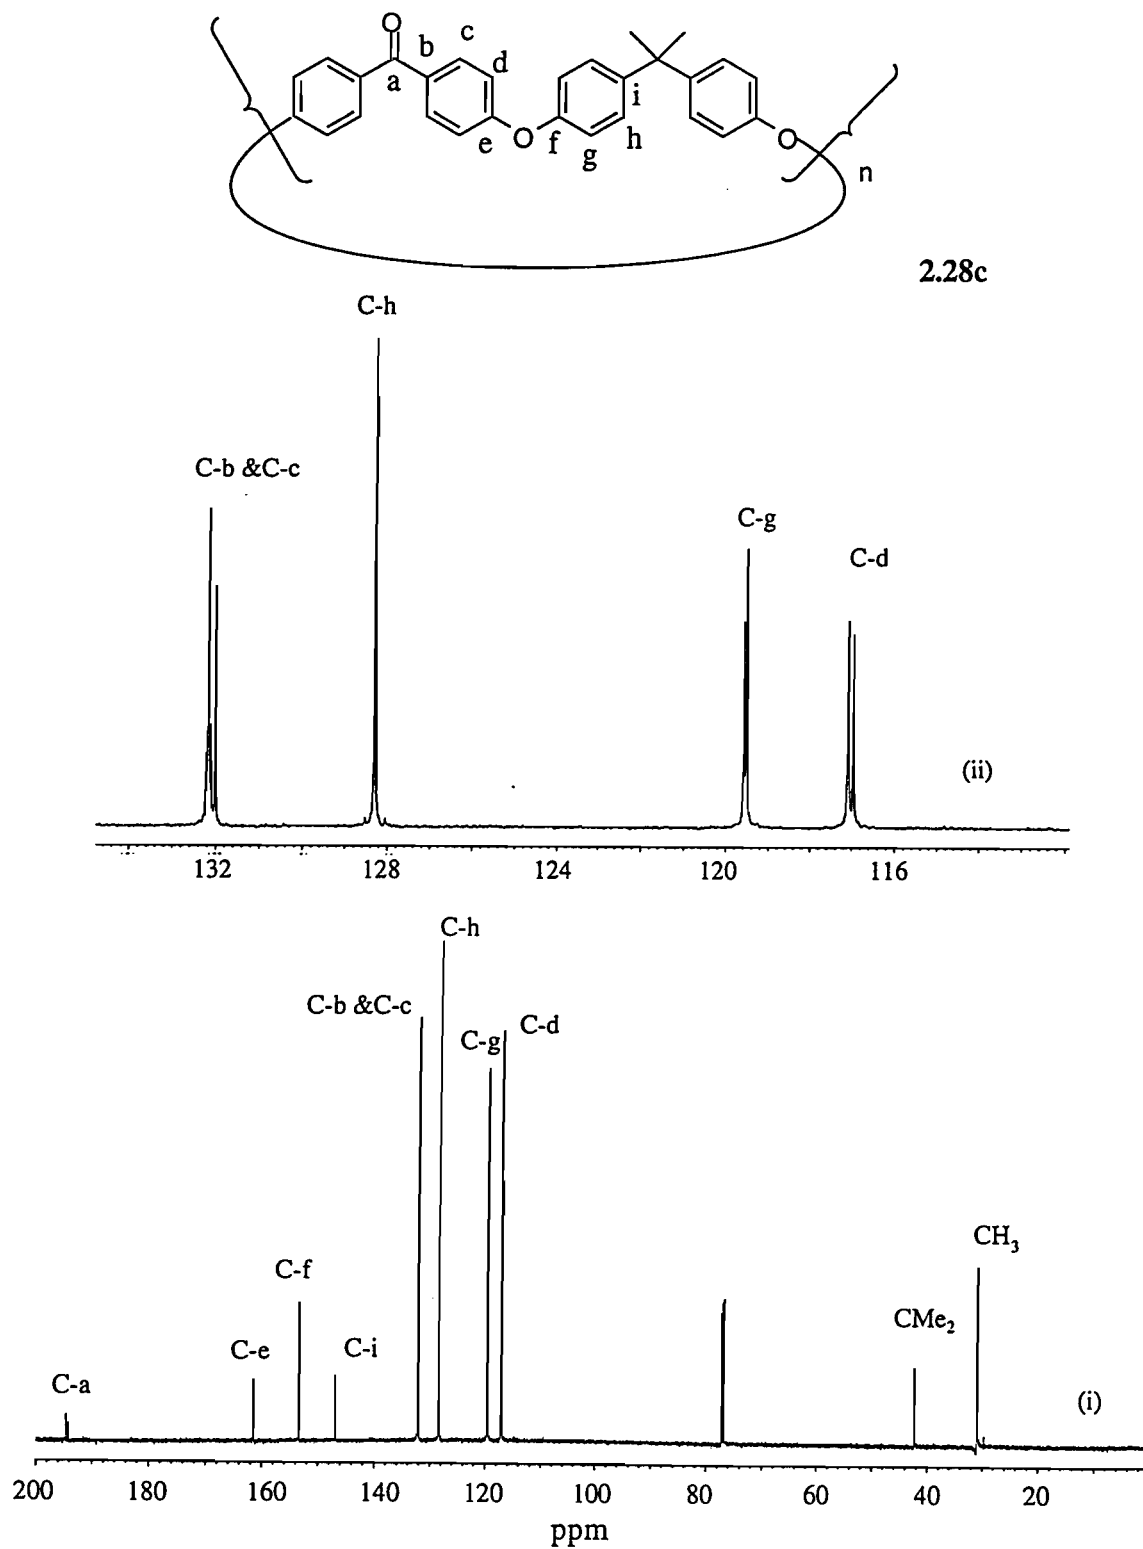 O
b
c
d
a
e
O
f
g
h
i
O
n
2.28c
C-h
C-b &C-c
C-g
C-d
(ii)
132 128 124 120 116
C-h
C-b &C-c
C-g
C-d
C-f
CH₃
CMe₂
C-e
C-i
C-a
(i)
200 180 160 140 120 100 80 60 40 20
ppm